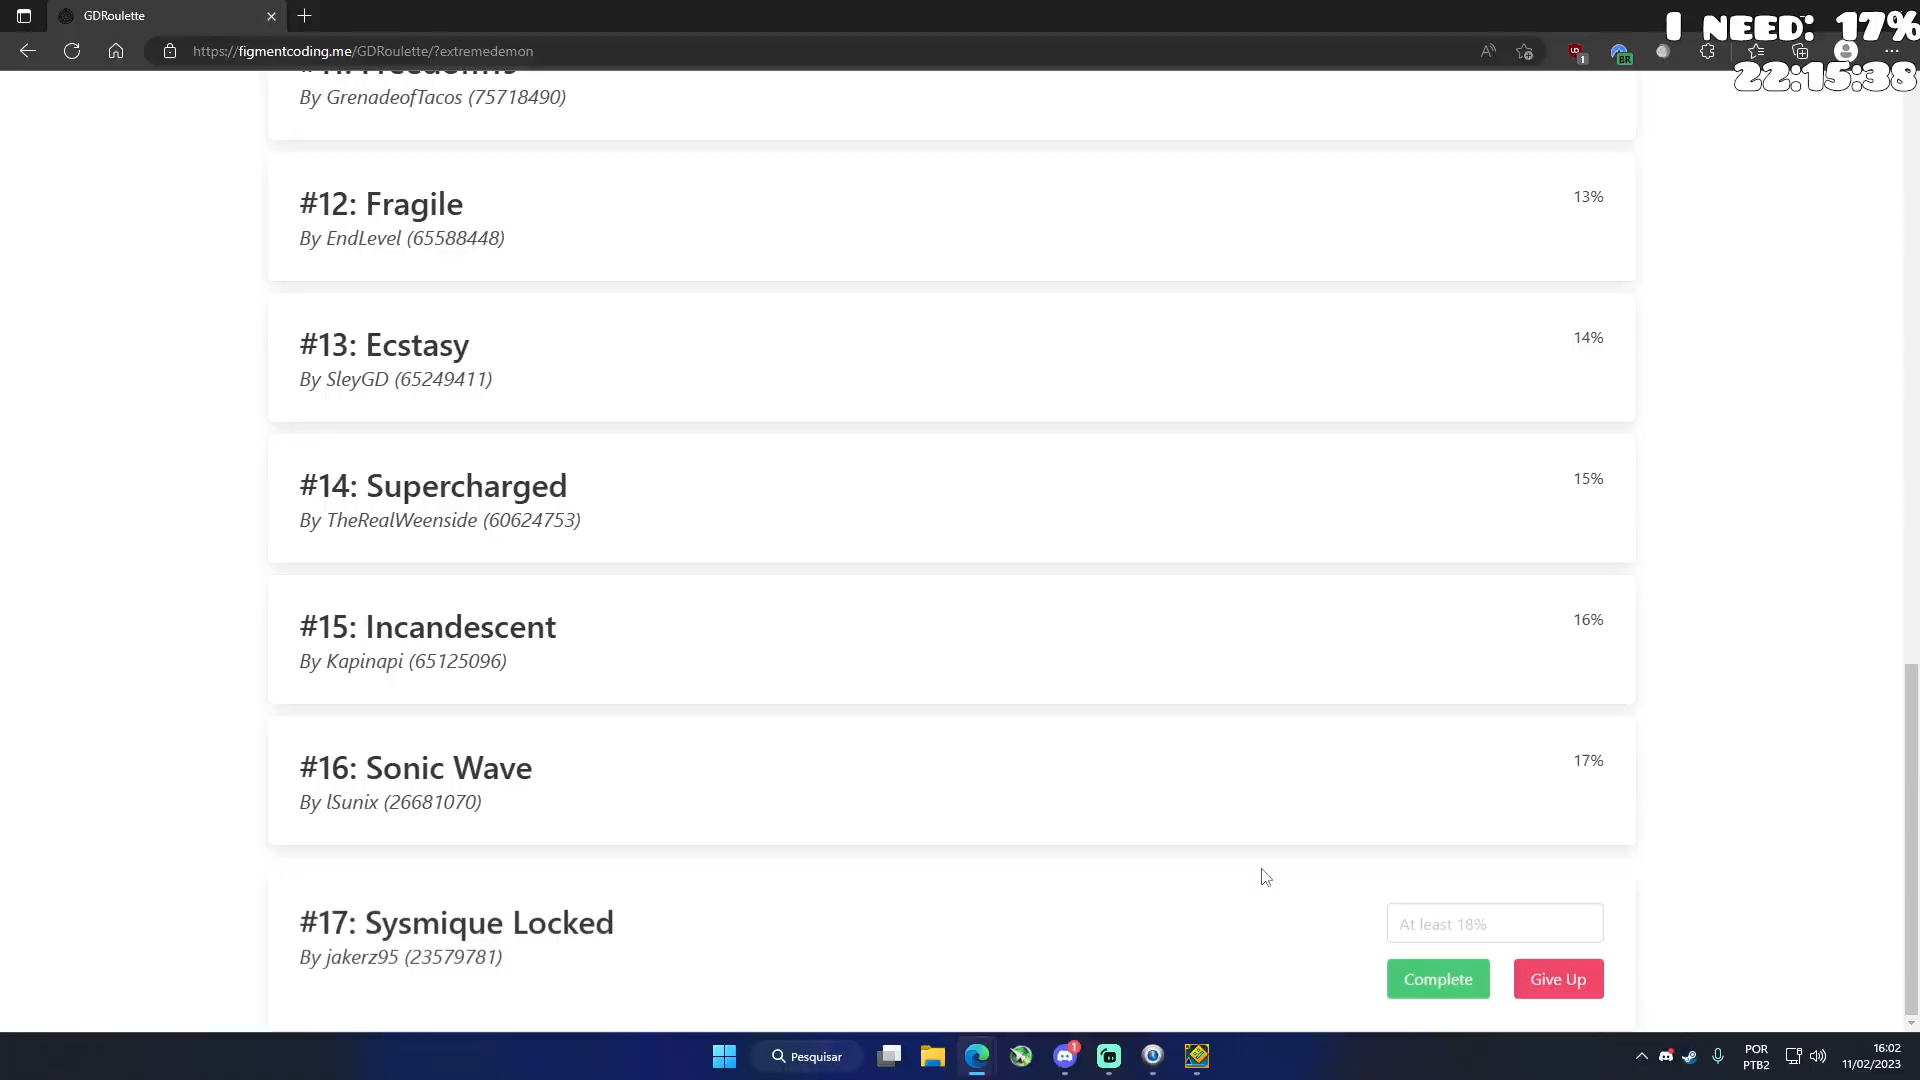 GDRoulette
I NEED: 17%
https://figmentcoding.me/GDRoulette/?extremedemon
1
BR
22:15:38
By GrenadeofTacos (75718490)
#12: Fragile
13%
By EndLevel (65588448)
#13: Ecstasy
14%
By SleyGD (65249411)
#14: Supercharged
15%
By TheRealWeenside (60624753)
#15: Incandescent
16%
By Kapinapi (65125096)
#16: Sonic Wave
17%
By lSunix (26681070)
#17: Sysmique Locked
At least 18%
By jakerz95 (23579781)
Complete
Give Up
Pesquisar
1
POR
PTB2
16:02
11/02/2023